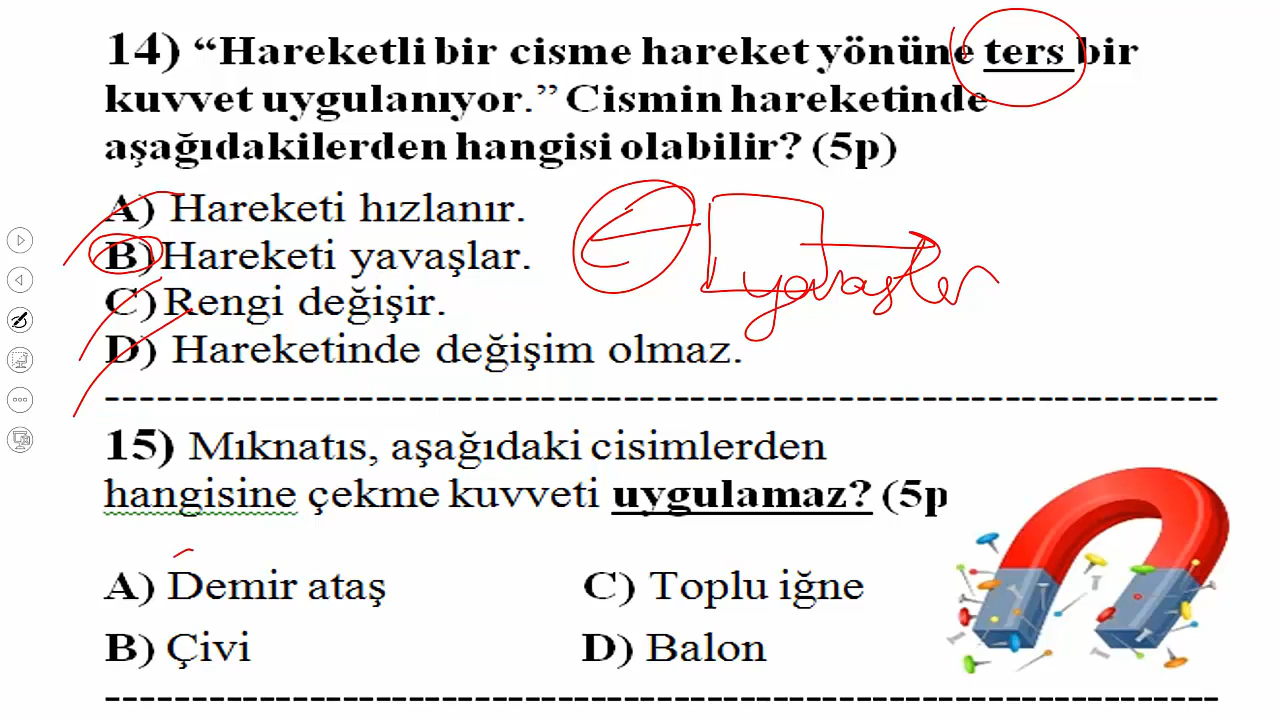 14) “Hareketli bir cisme hareket yönüne ters bir
kuvvet uygulanıyor.” Cismin hareketinde
aşağıdakilerden hangisi olabilir? (5p)
A) Hareketi hızlanır.
B) Hareketi yavaşlar.
C) Rengi değişir.
D) Hareketinde değişim olmaz.
yavaşlar
15) Mıknatıs, aşağıdaki cisimlerden
hangisine çekme kuvveti uygulamaz? (5p
A) Demir ataş
C) Toplu iğne
B) Çivi
D) Balon